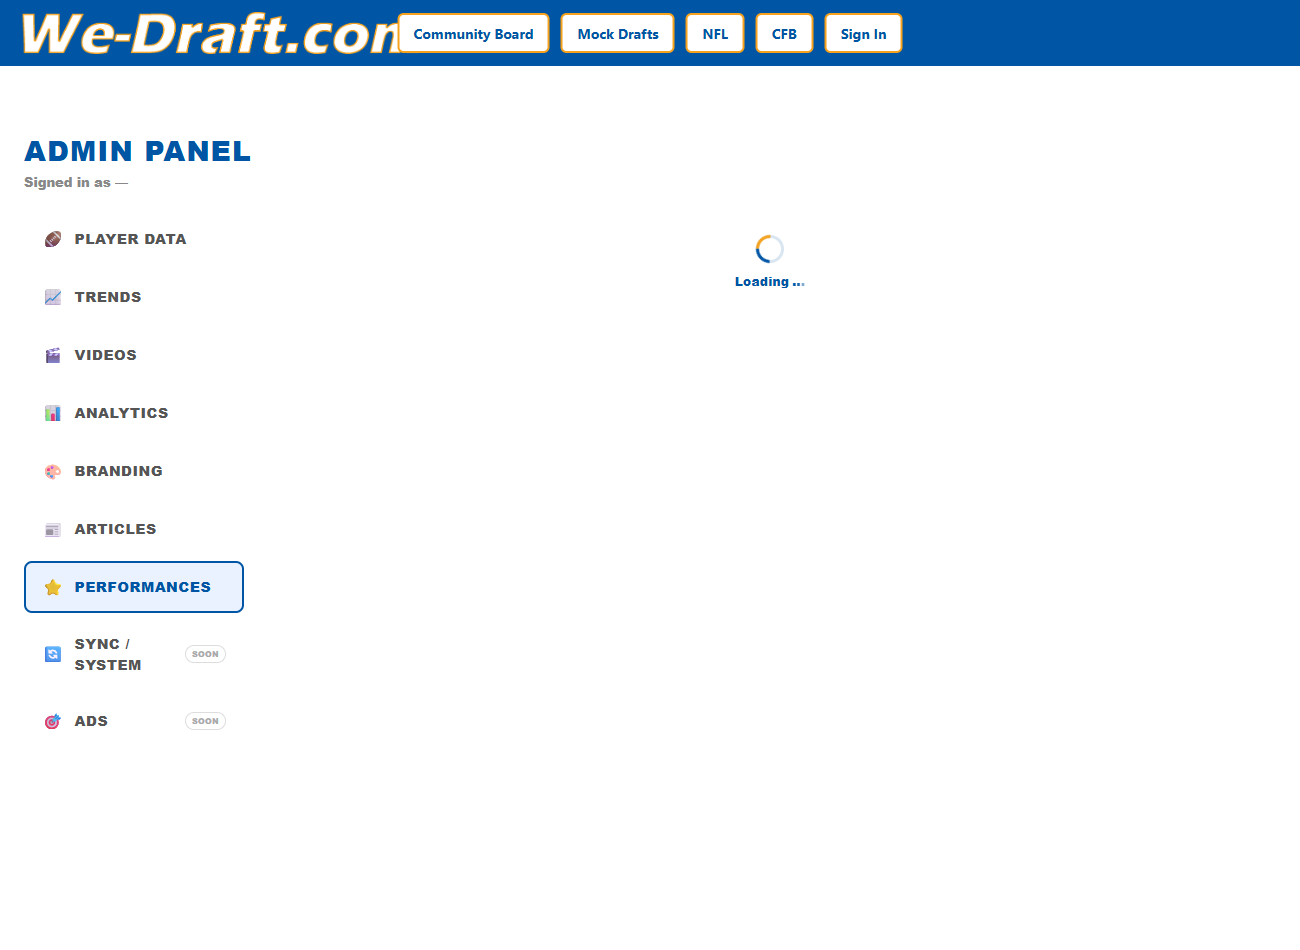 We-Draft.com
Community Board
Mock Drafts
NFL
CFB
Sign In
ADMIN PANEL
Signed in as —
PLAYER DATA
TRENDS
VIDEOS
ANALYTICS
BRANDING
ARTICLES
PERFORMANCES
SYNC /
SYSTEM
SOON
ADS
SOON
Loading ...